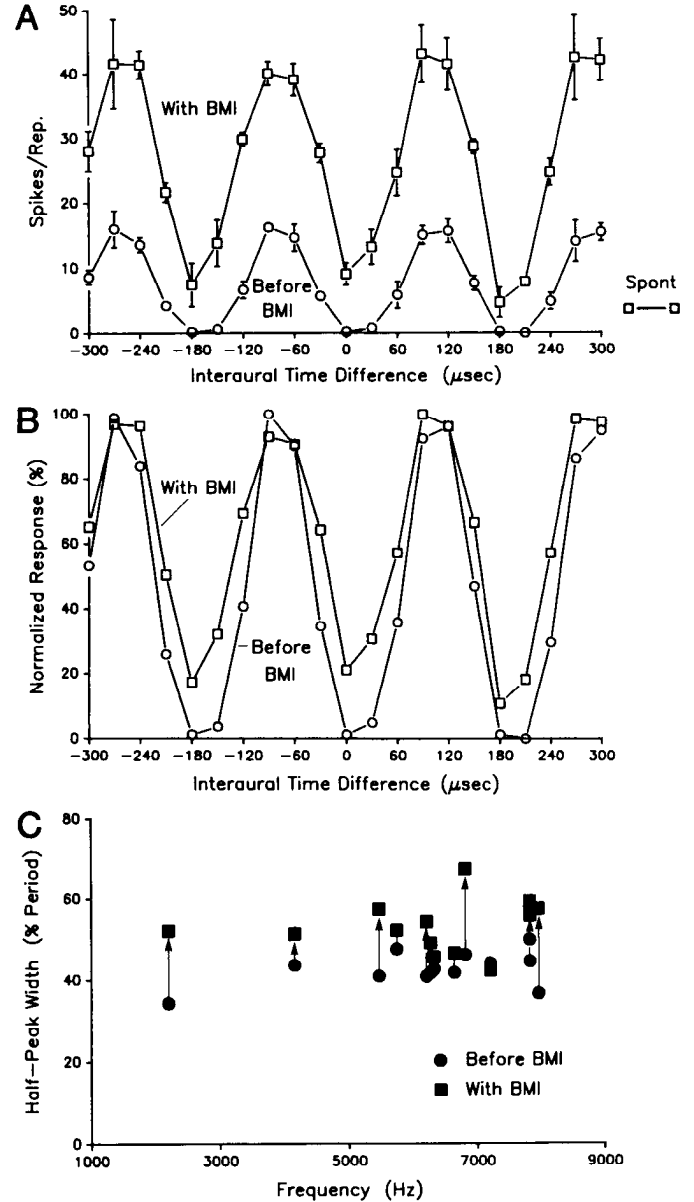 A
50
40
30
20
10
0
Spikes/Rep.
With BMI
Before
BMI
Spont
−300 −240 −180 −120 −60 0 60 120 180 240 300
Interaural Time Difference (μsec)
B
100
80
60
40
20
0
Normalized Response (%)
With BMI
Before
BMI
−300 −240 −180 −120 −60 0 60 120 180 240 300
Interaural Time Difference (μsec)
C
80
60
40
20
0
Half−Peak Width (% Period)
Before BMI
With BMI
1000 3000 5000 7000 9000
Frequency (Hz)